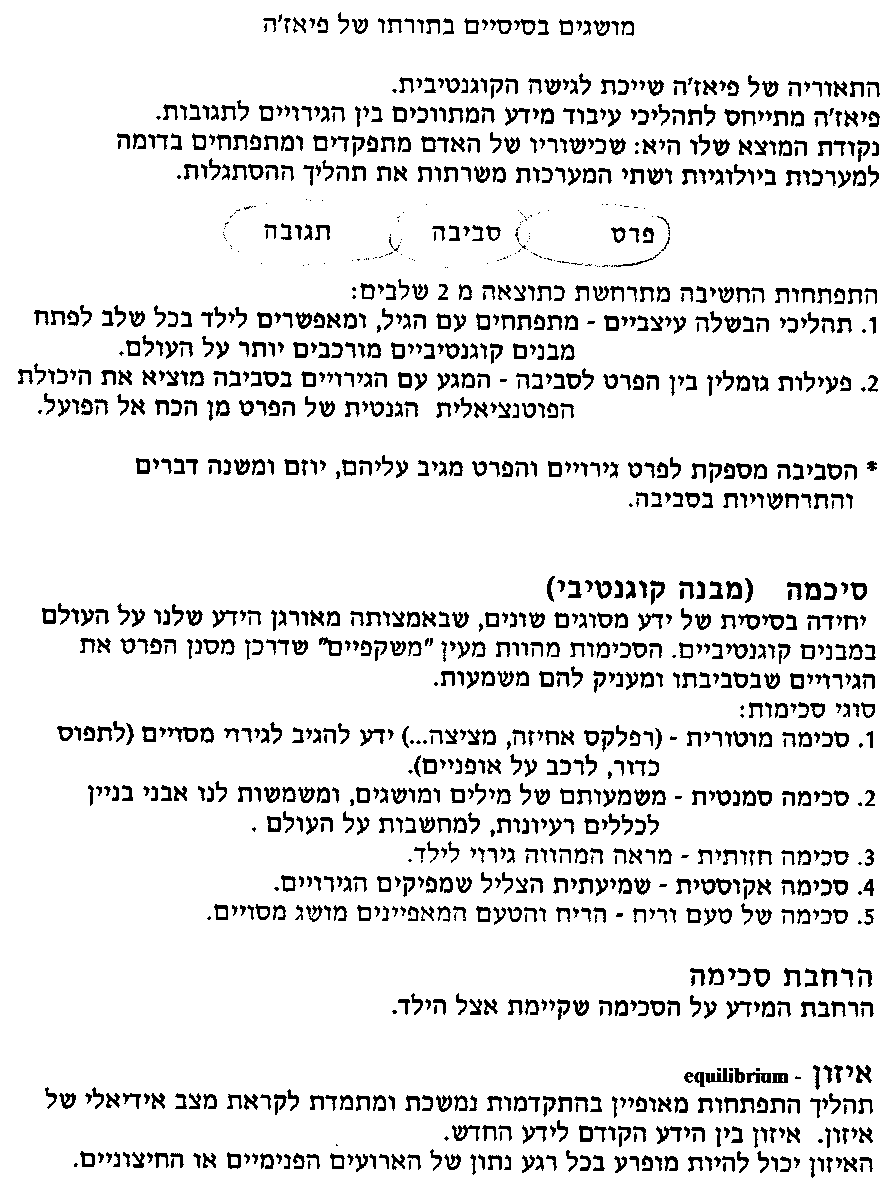 מושגים בסיסיים בתורתו של פיאז'ה
התאוריה של פיאז'ה שייכת לגישה הקוגנטיבית.
פיאז'ה מתייחס לתהליכי עיבוד מידע המתווכים בין הגירויים לתגובות.
נקודת המוצא שלו היא: שכישוריו של האדם מתפקדים ומתפתחים בדומה
למערכות ביולוגיות ושתי המערכות משרתות את תהליך ההסתגלות.
פרט סביבה תגובה
התפתחות החשיבה מתרחשת כתוצאה מ 2 שלבים:
1. תהליכי הבשלה עיצביים - מתפתחים עם הגיל, ומאפשרים לילד בכל שלב לפתח
מבנים קוגנטיביים מורכבים יותר על העולם.
2. פעילות גומלין בין הפרט לסביבה - המגע עם הגירויים בסביבה מוציא את היכולת
הפוטנציאלית הגנטית של הפרט מן הכח אל הפועל.
* הסביבה מספקת לפרט גירויים והפרט מגיב עליהם, יוזם ומשנה דברים
והתרחשויות בסביבה.
סיכמה (מבנה קוגנטיבי)
יחידה בסיסית של ידע מסוגים שונים, שבאמצותה מאורגן הידע שלנו על העולם
במבנים קוגנטיביים. הסכימות מהוות מעין "משקפיים" שדרכן מסנן הפרט את
הגירויים שבסביבתו ומעניק להם משמעות.
סוגי סכימות:
1. סכימה מוטורית - (רפלקס אחיזה, מציצה...) ידע להגיב לגירוי מסויים (לתפוס
כדור, לרכב על אופניים).
2. סכימה סמנטית - משמעותם של מילים ומושגים, ומשמשות לנו אבני בניין
לכללים רעיונות, למחשבות על העולם .
3. סכימה חזותית - מראה המהווה גירוי לילד.
4. סכימה אקוסטית - שמיעתית הצליל שמפיקים הגירויים.
5. סכימה של טעם וריח - הריח והטעם המאפיינים מושג מסויים.
הרחבת סכימה
הרחבת המידע על הסכימה שקיימת אצל הילד.
איזון - equilibrium
תהליך התפתחות מאופיין בהתקדמות נמשכת ומתמדת לקראת מצב אידיאלי של
איזון. איזון בין הידע הקודם לידע החדש.
האיזון יכול להיות מופרע בכל רגע נתון של הארועים הפנימיים או החיצוניים.